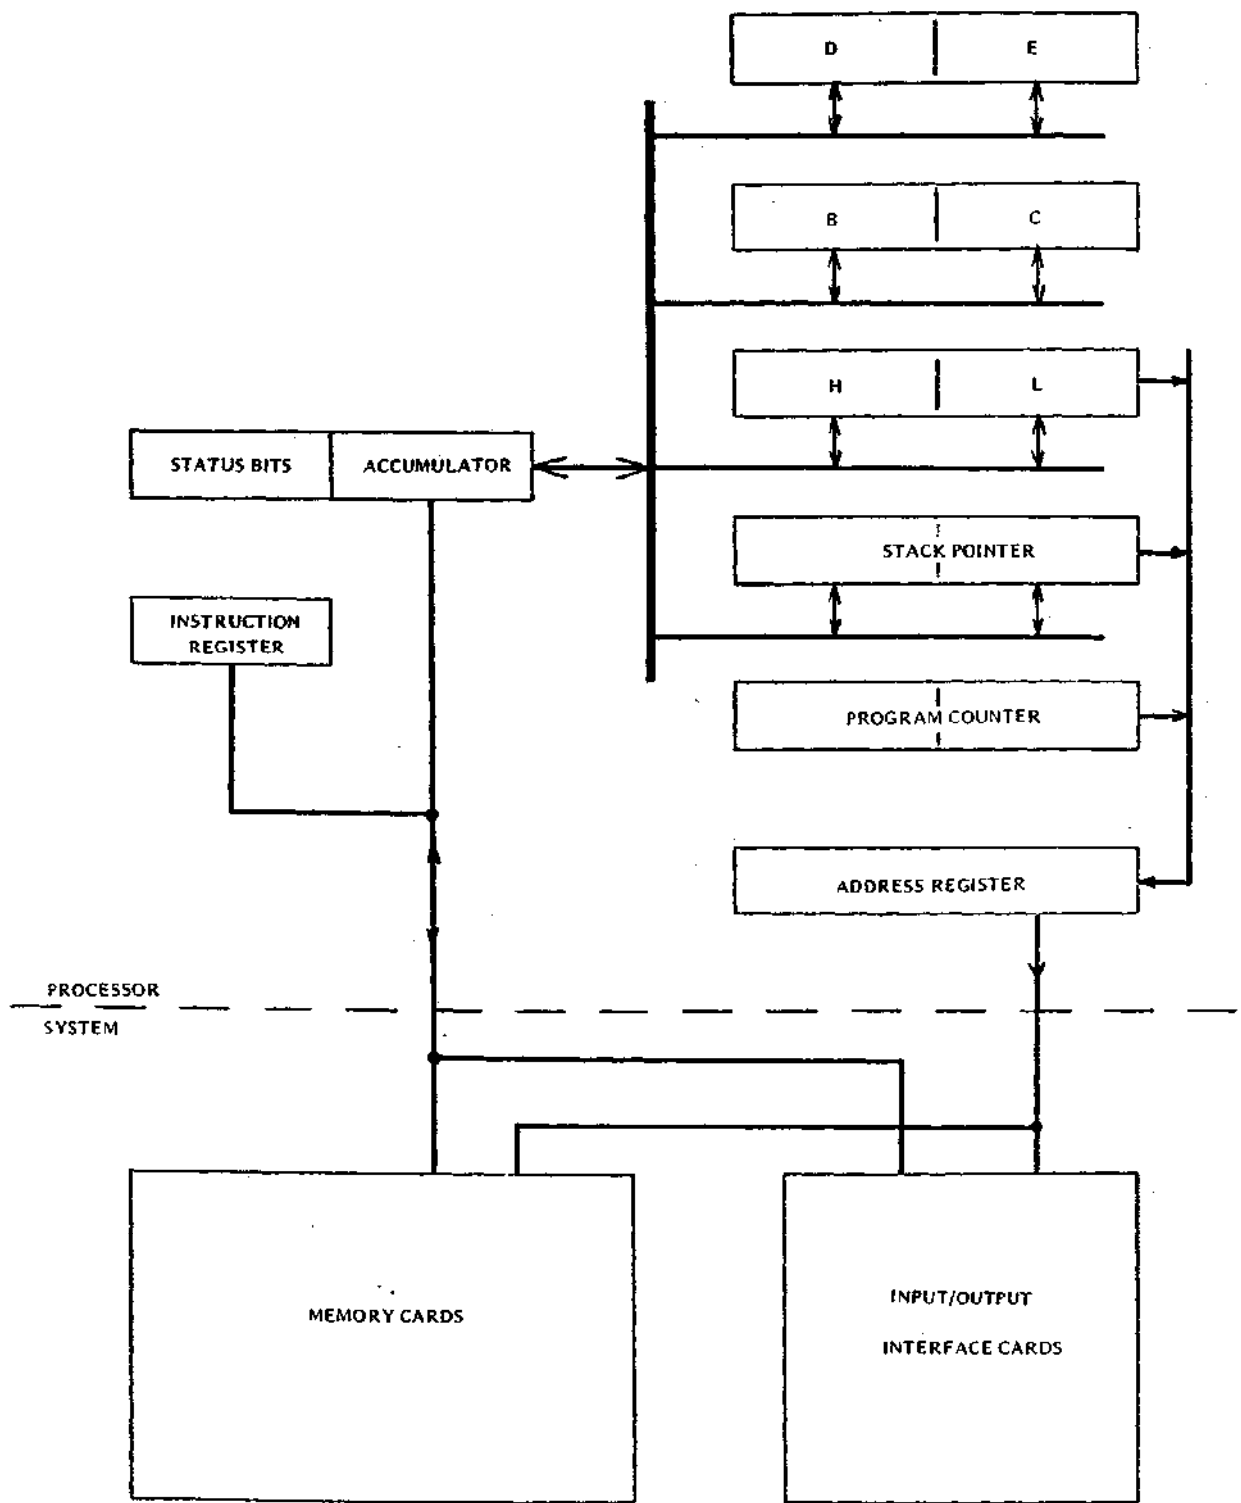 D E
B C
H L
STATUS BITS ACCUMULATOR
STACK POINTER
INSTRUCTION
REGISTER
PROGRAM COUNTER
ADDRESS REGISTER
PROCESSOR
SYSTEM
MEMORY CARDS
INPUT/OUTPUT
INTERFACE CARDS